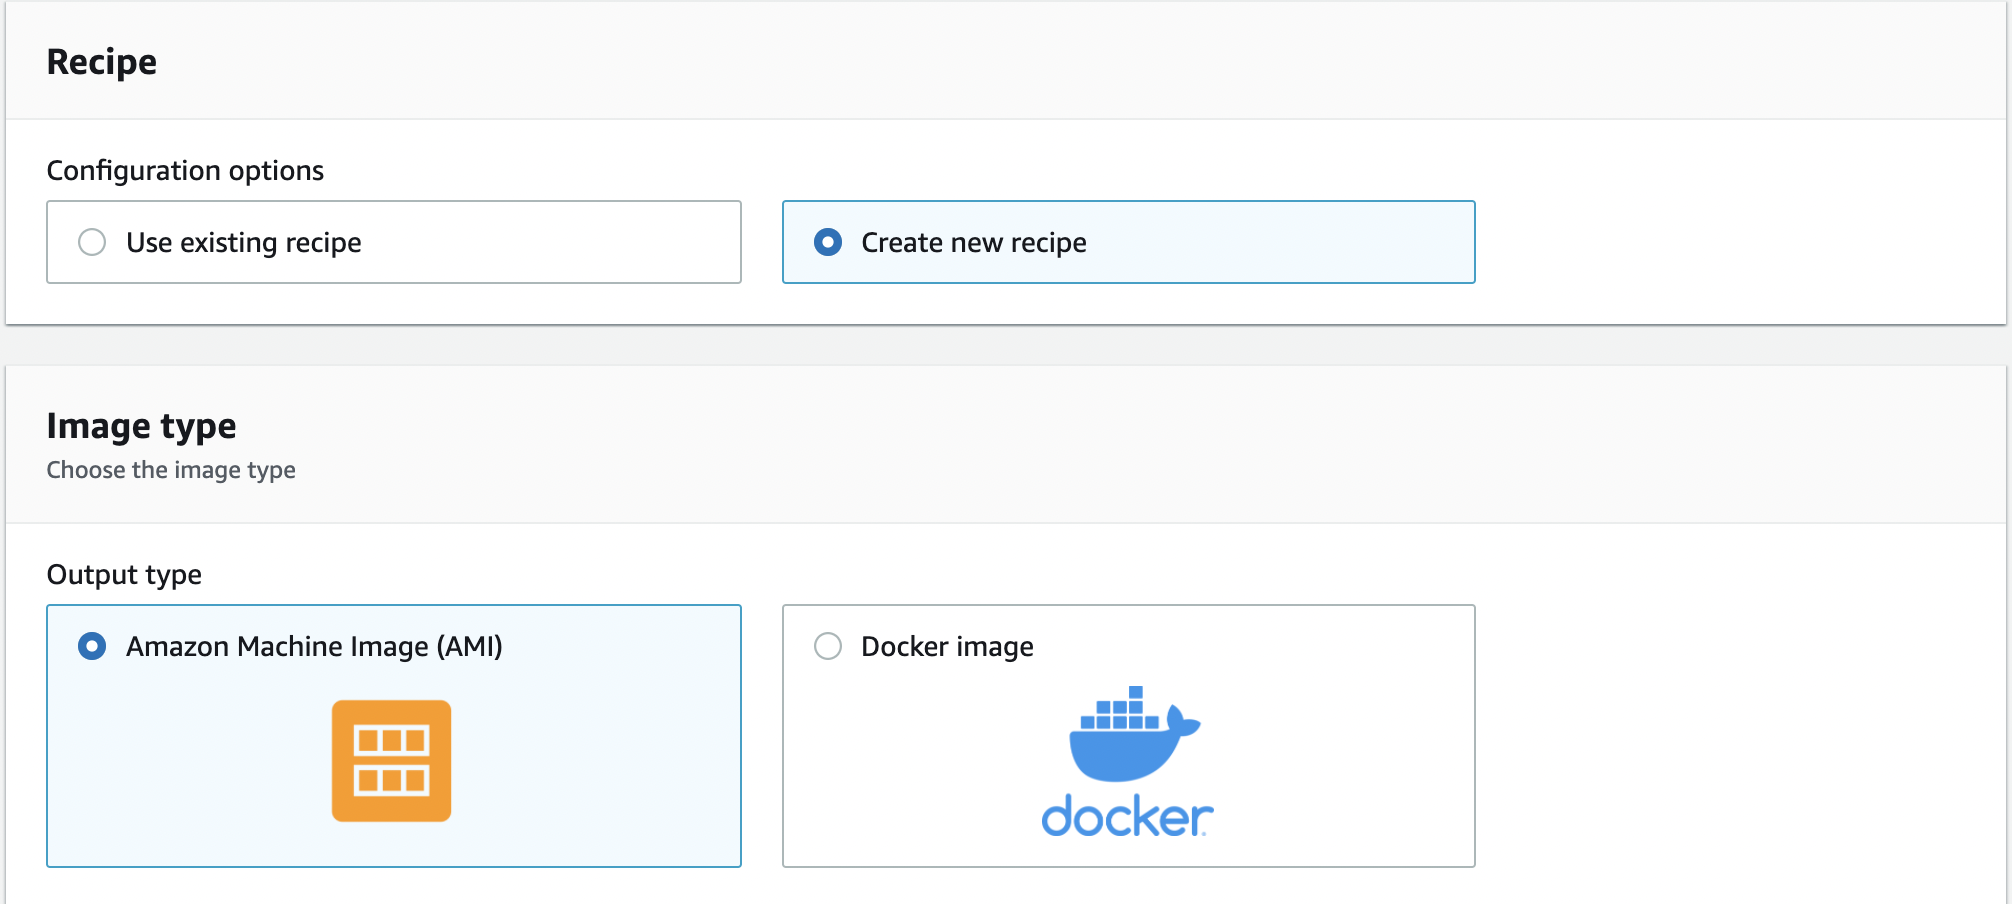 Recipe
Configuration options
Use existing recipe
Create new recipe
Image type
Choose the image type
Output type
Amazon Machine Image (AMI)
Docker image
docker